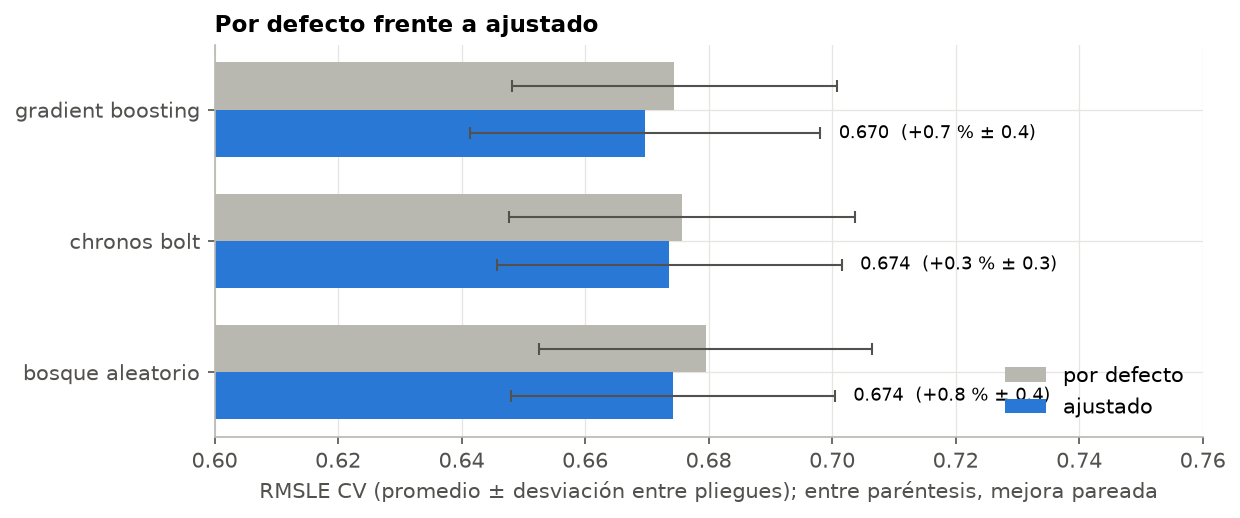 Por defecto frente a ajustado
gradient boosting
0.670 (+0.7 % ± 0.4)
chronos bolt
0.674 (+0.3 % ± 0.3)
bosque aleatorio
0.674 (+0.8 % ± 0.4)
por defecto
ajustado
0.60 0.62 0.64 0.66 0.68 0.70 0.72 0.74 0.76
RMSLE CV (promedio ± desviación entre pliegues); entre paréntesis, mejora pareada